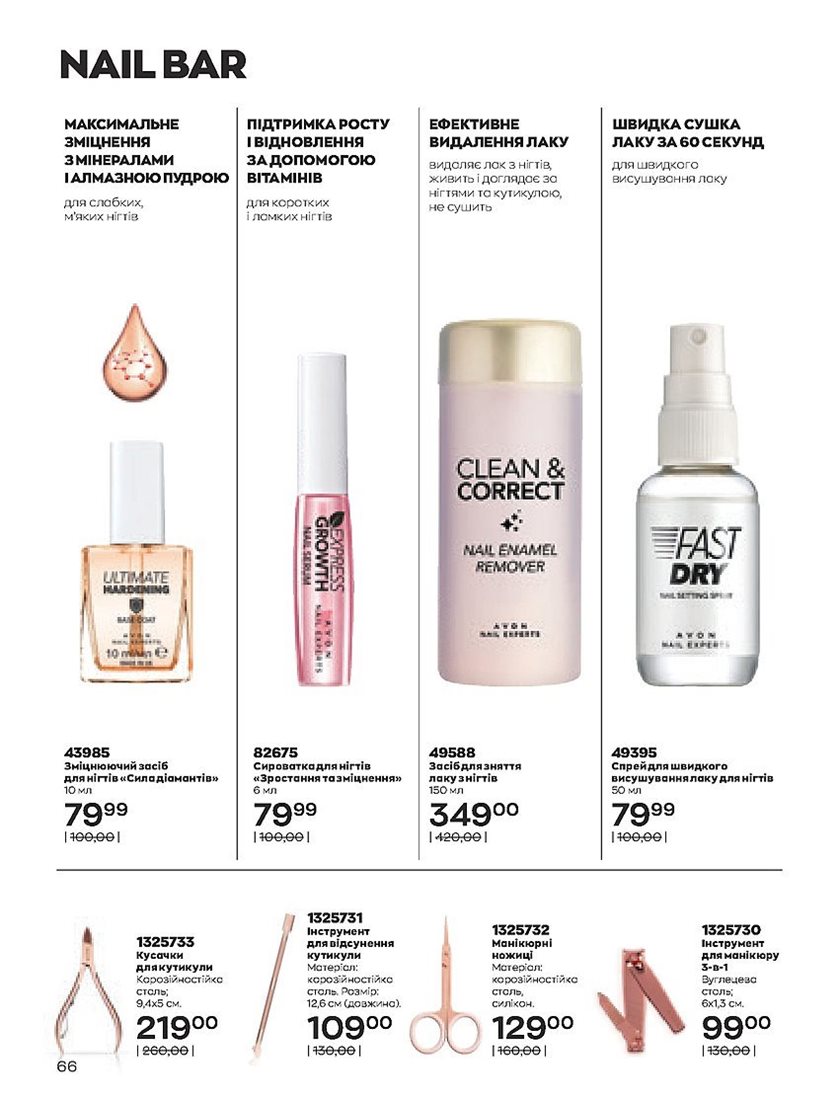 NAIL BAR
МАКСИМАЛЬНЕ
ЗМІЦНЕННЯ
З МІНЕРАЛАМИ
І АЛМАЗНОЮ ПУДРОЮ
для слабких,
м'яких нігтів
ПІДТРИМКА РОСТУ
І ВІДНОВЛЕННЯ
ЗА ДОПОМОГОЮ
ВІТАМІНІВ
для коротких
і ламких нігтів
ЕФЕКТИВНЕ
ВИДАЛЕННЯ ЛАКУ
видаляє лак з нігтів,
живить і доглядає за
нігтями та кутикулою,
не сушить
ШВИДКА СУШКА
ЛАКУ ЗА 60 СЕКУНД
для швидкого
висушування лаку
ULTIMATE
HARDENING
BASE COAT
AVON
NAIL EXPERTS
10 ml
MADE IN UK
EXPRESS
GROWTH
NAIL SERUM
AVON
NAIL EXPERTS
CLEAN &
CORRECT
NAIL ENAMEL
REMOVER
AVON
NAIL EXPERTS
FAST
DRY
NAIL SETTING SPRAY
AVON
NAIL EXPERTS
43985
Зміцнюючий засіб
для нігтів «Сила діамантів»
10 мл
79 99
| 100,00 |
82675
Сироватка для нігтів
«Зростання та зміцнення»
6 мл
79 99
| 100,00 |
49588
Засіб для зняття
лаку з нігтів
150 мл
349 00
| 420,00 |
49395
Спрей для швидкого
висушування лаку для нігтів
50 мл
79 99
| 100,00 |
1325733
Кусачки
для кутикули
Корозійностійка
сталь;
9,4х5 см.
219 00
| 260,00 |
1325731
Інструмент
для відсунення
кутикули
Матеріал:
корозійностійка
сталь. Розмір:
12,6 см (довжина).
109 00
| 130,00 |
1325732
Манікюрні
ножиці
Матеріал:
корозійностійка
сталь,
силікон.
129 00
| 160,00 |
1325730
Інструмент
для манікюру
3-в-1
Вуглецева
сталь;
6х1,3 см.
99 00
| 130,00 |
66